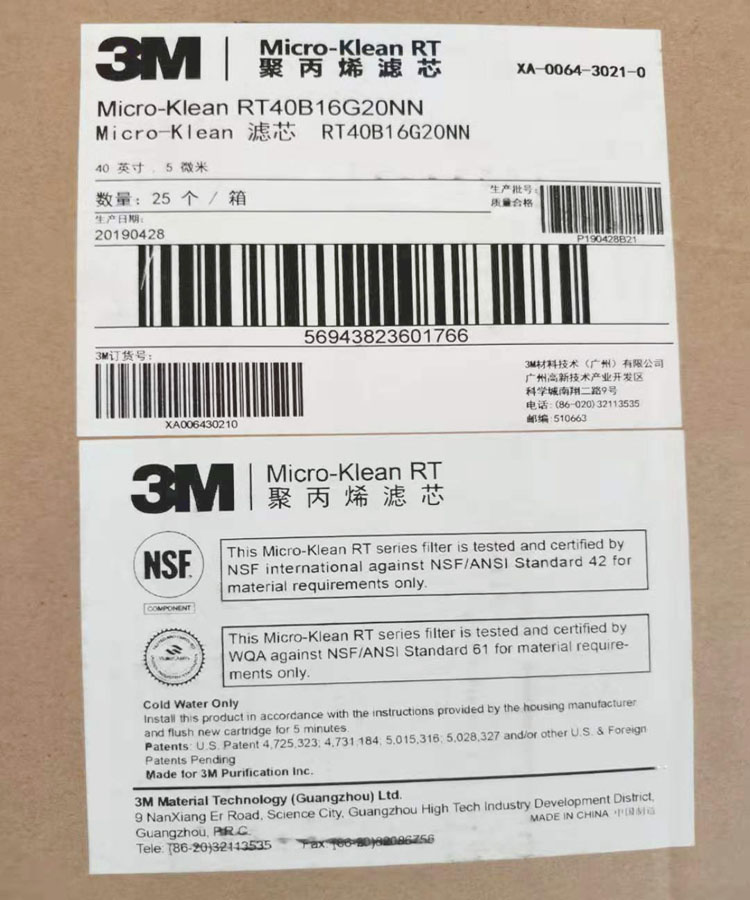 3M
Micro-Klean RT
聚丙烯滤芯
XA-0064-3021-0
Micro-Klean RT40B16G20NN
Micro-Klean 滤芯 RT40B16G20NN
40 英寸 . 5 微米
数量: 25 个 / 箱
生产批号:
质量合格
P190428B21
生产日期:
20190428
56943823601766
3M订货号:
XA006430210
3M材料技术（广州）有限公司
广州高新技术产业开发区
科学城南翔二路9号
电话: (86-020) 32113535
邮编: 510663
3M
Micro-Klean RT
聚丙烯滤芯
NSF.
COMPONENT
This Micro-Klean RT series filter is tested and certified by
NSF international against NSF/ANSI Standard 42 for
material requirements only.
This Micro-Klean RT series filter is tested and certified by
WQA against NSF/ANSI Standard 61 for material require-
ments only.
Cold Water Only
Install this product in accordance with the instructions provided by the housing manufacturer
and flush new cartridge for 5 minutes.
Patents: U.S. Patent 4,725,323; 4,731 184, 5,015,316; 5,028,327 and/or other U.S. & Foreign
Patents Pending
Made for 3M Purification Inc.
3M Material Technology (Guangzhou) Ltd.
9 NanXiang Er Road, Science City, Guangzhou High Tech Industry Development District,
Guangzhou, P.R.C.
MADE IN CHINA 中国制造
Tele: (86-20)32113535
Fax: